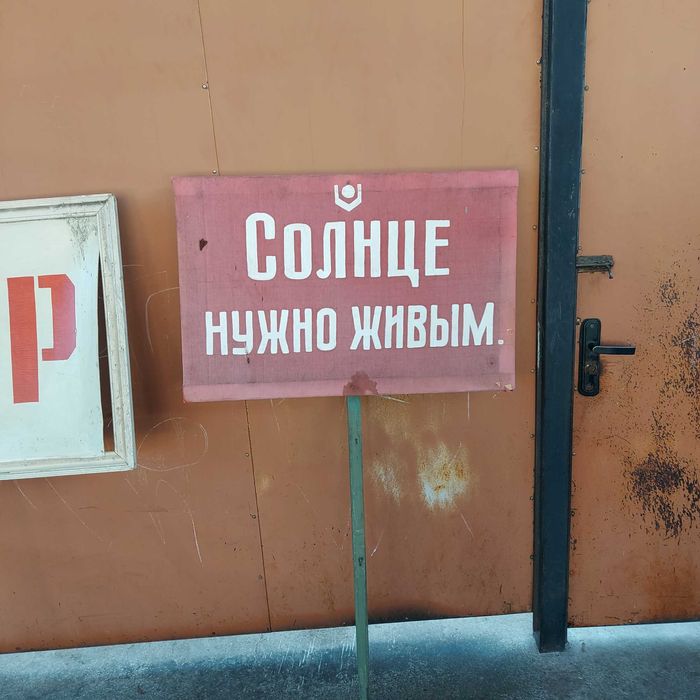 Р
Солнце
нужно живым.